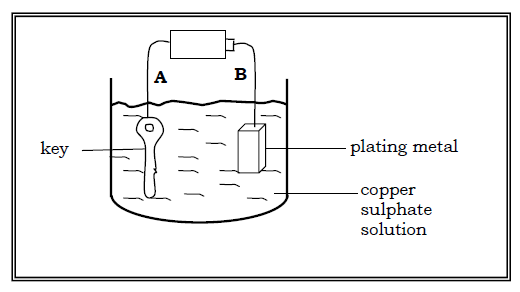 A
B
key
plating metal
copper
sulphate
solution